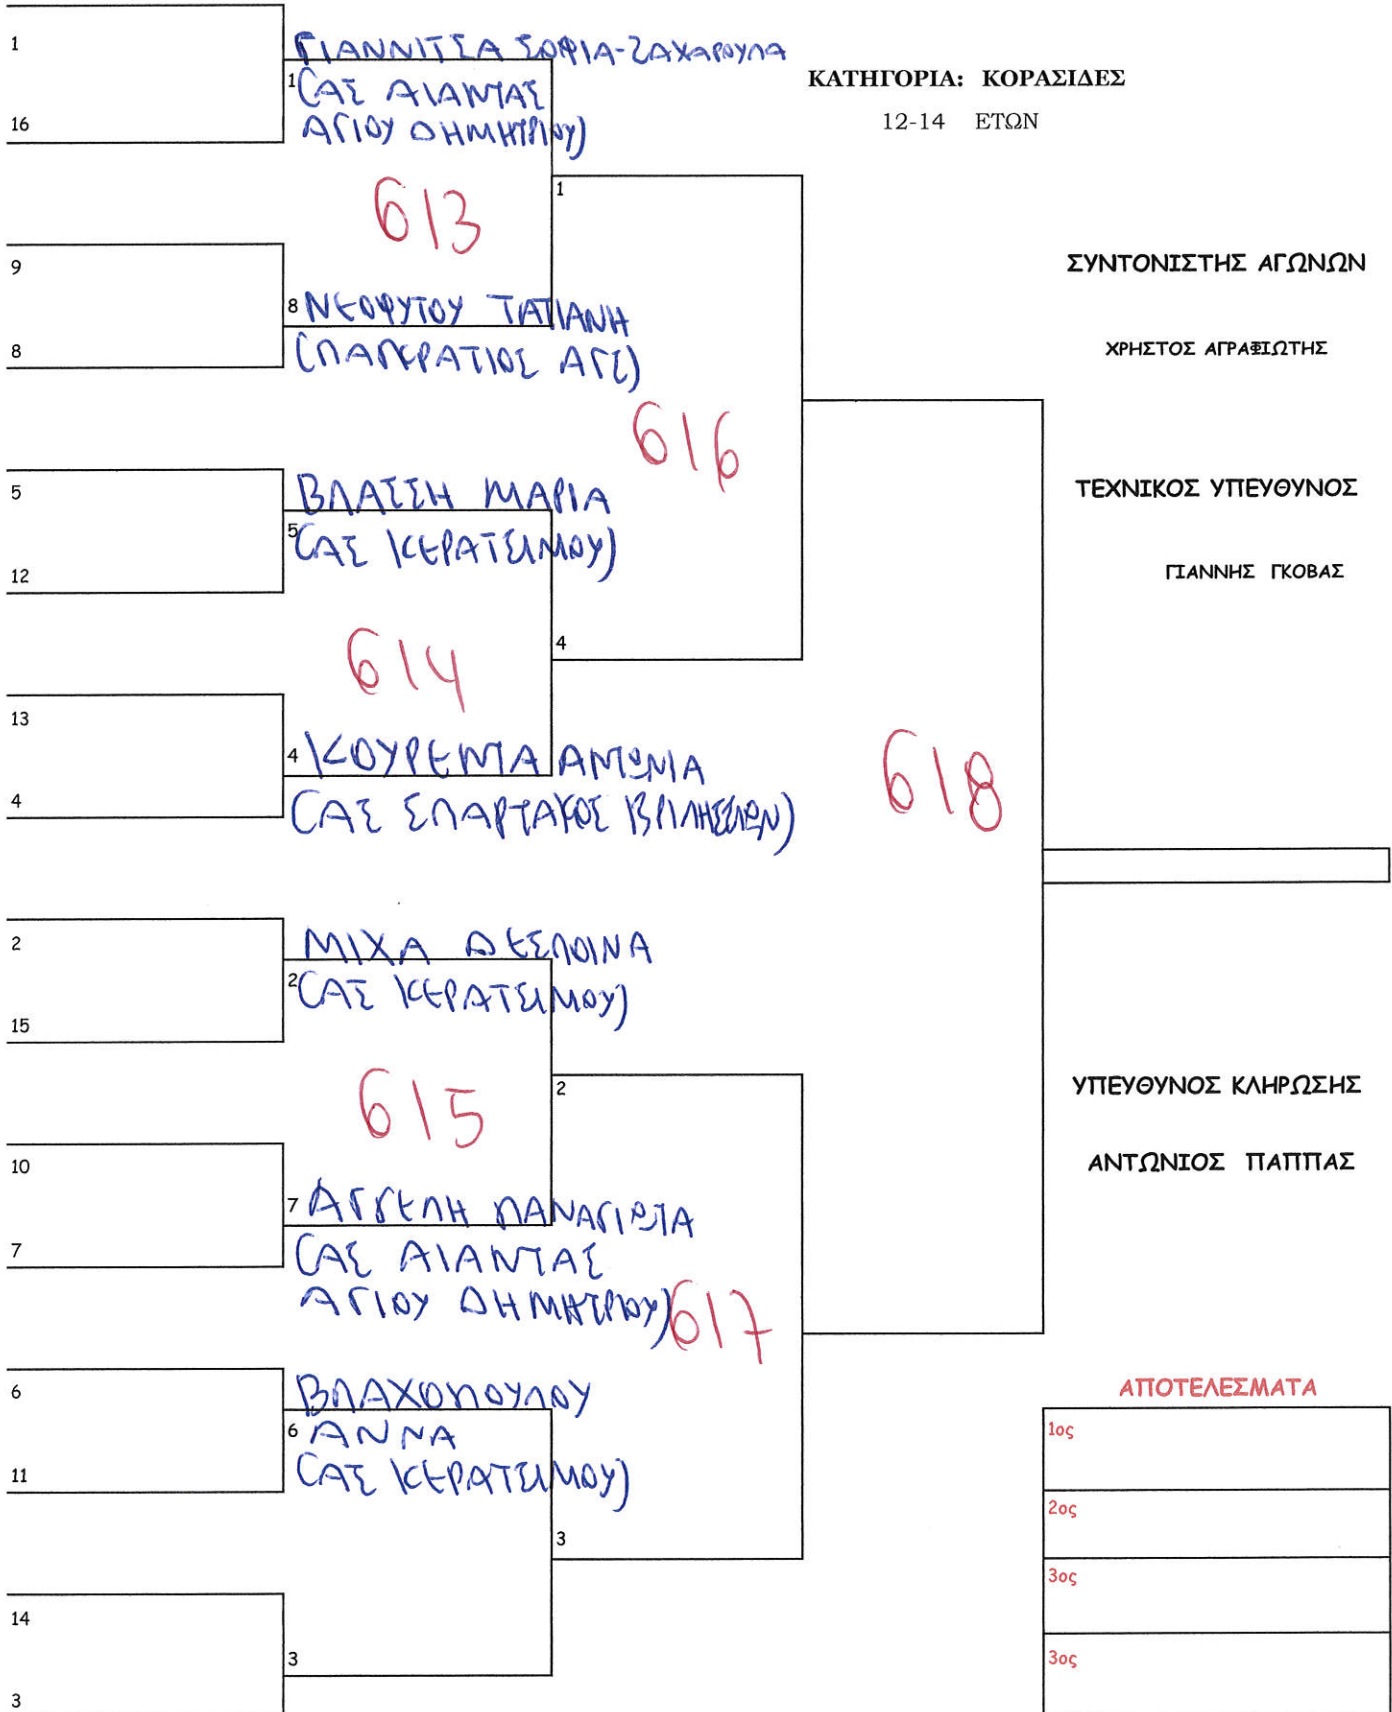 1
ΓΙΑΝΝΙΤΣΑ ΣΟΦΙΑ-ΖΑΧΑΡΟΥΛΑ
1 (ΑΣ ΑΙΑΝΤΑΣ
ΑΓΙΟΥ ΔΗΜΗΤΡΙΟΥ)
16
ΚΑΤΗΓΟΡΙΑ: ΚΟΡΑΣΙΔΕΣ
12-14 ΕΤΩΝ
613
1
9
8 ΝΕΟΦΥΤΟΥ ΤΑΤΙΑΝΗ
(ΠΑΓΚΡΑΤΙΟΣ ΑΓΣ)
8
ΣΥΝΤΟΝΙΣΤΗΣ ΑΓΩΝΩΝ
ΧΡΗΣΤΟΣ ΑΓΡΑΦΙΩΤΗΣ
616
5
ΒΛΑΣΣΗ ΜΑΡΙΑ
5 (ΑΣ ΚΕΡΑΤΣΙΝΙΟΥ)
12
ΤΕΧΝΙΚΟΣ ΥΠΕΥΘΥΝΟΣ
ΓΙΑΝΝΗΣ ΓΚΟΒΑΣ
614
4
13
4 ΚΟΥΡΕΝΤΑ ΑΝΤΩΝΙΑ
(ΑΣ ΣΠΑΡΤΑΚΟΣ ΒΡΙΛΗΣΣΙΩΝ)
4
618
2
ΜΙΧΑ ΔΕΣΠΟΙΝΑ
2 (ΑΣ ΚΕΡΑΤΣΙΝΙΟΥ)
15
615
2
ΥΠΕΥΘΥΝΟΣ ΚΛΗΡΩΣΗΣ
ΑΝΤΩΝΙΟΣ ΠΑΠΠΑΣ
10
7 ΑΓΓΕΛΗ ΠΑΝΑΓΙΩΤΑ
(ΑΣ ΑΙΑΝΤΑΣ
ΑΓΙΟΥ ΔΗΜΗΤΡΙΟΥ)
7
617
6
ΒΛΑΧΟΠΟΥΛΟΥ
6 ΑΝΝΑ
(ΑΣ ΚΕΡΑΤΣΙΝΙΟΥ)
11
3
14
3
3
ΑΠΟΤΕΛΕΣΜΑΤΑ
1ος
2ος
3ος
3ος